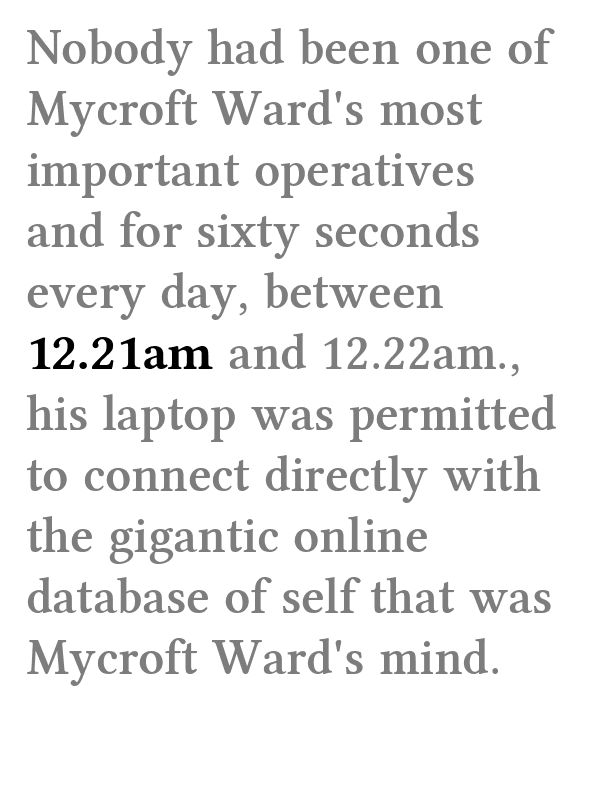 Nobody had been one of
Mycroft Ward's most
important operatives
and for sixty seconds
every day, between
12.21am and 12.22am.,
his laptop was permitted
to connect directly with
the gigantic online
database of self that was
Mycroft Ward's mind.